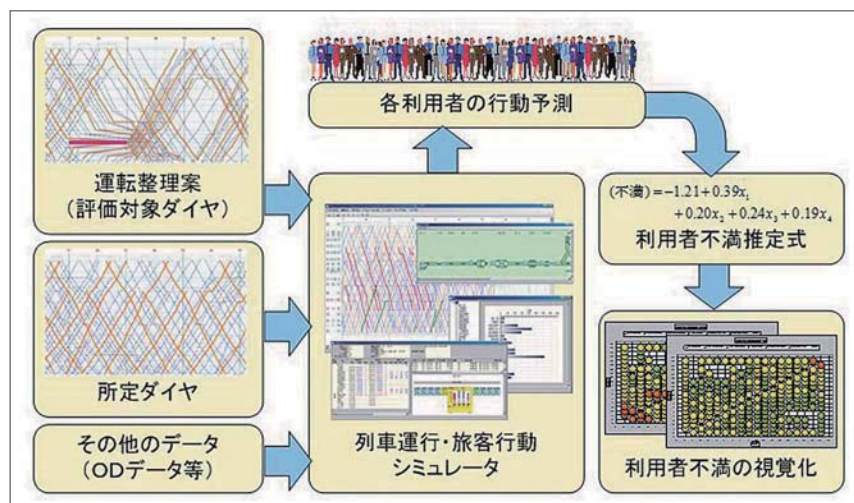 運転整理案
(評価対象ダイヤ)
所定ダイヤ
その他のデータ
(ODデータ等)
各利用者の行動予測
列車運行・旅客行動
シミュレータ
(不満)=−1.21+0.39x₁
+0.20x₂+0.24x₃+0.19x₄
利用者不満推定式
利用者不満の視覚化